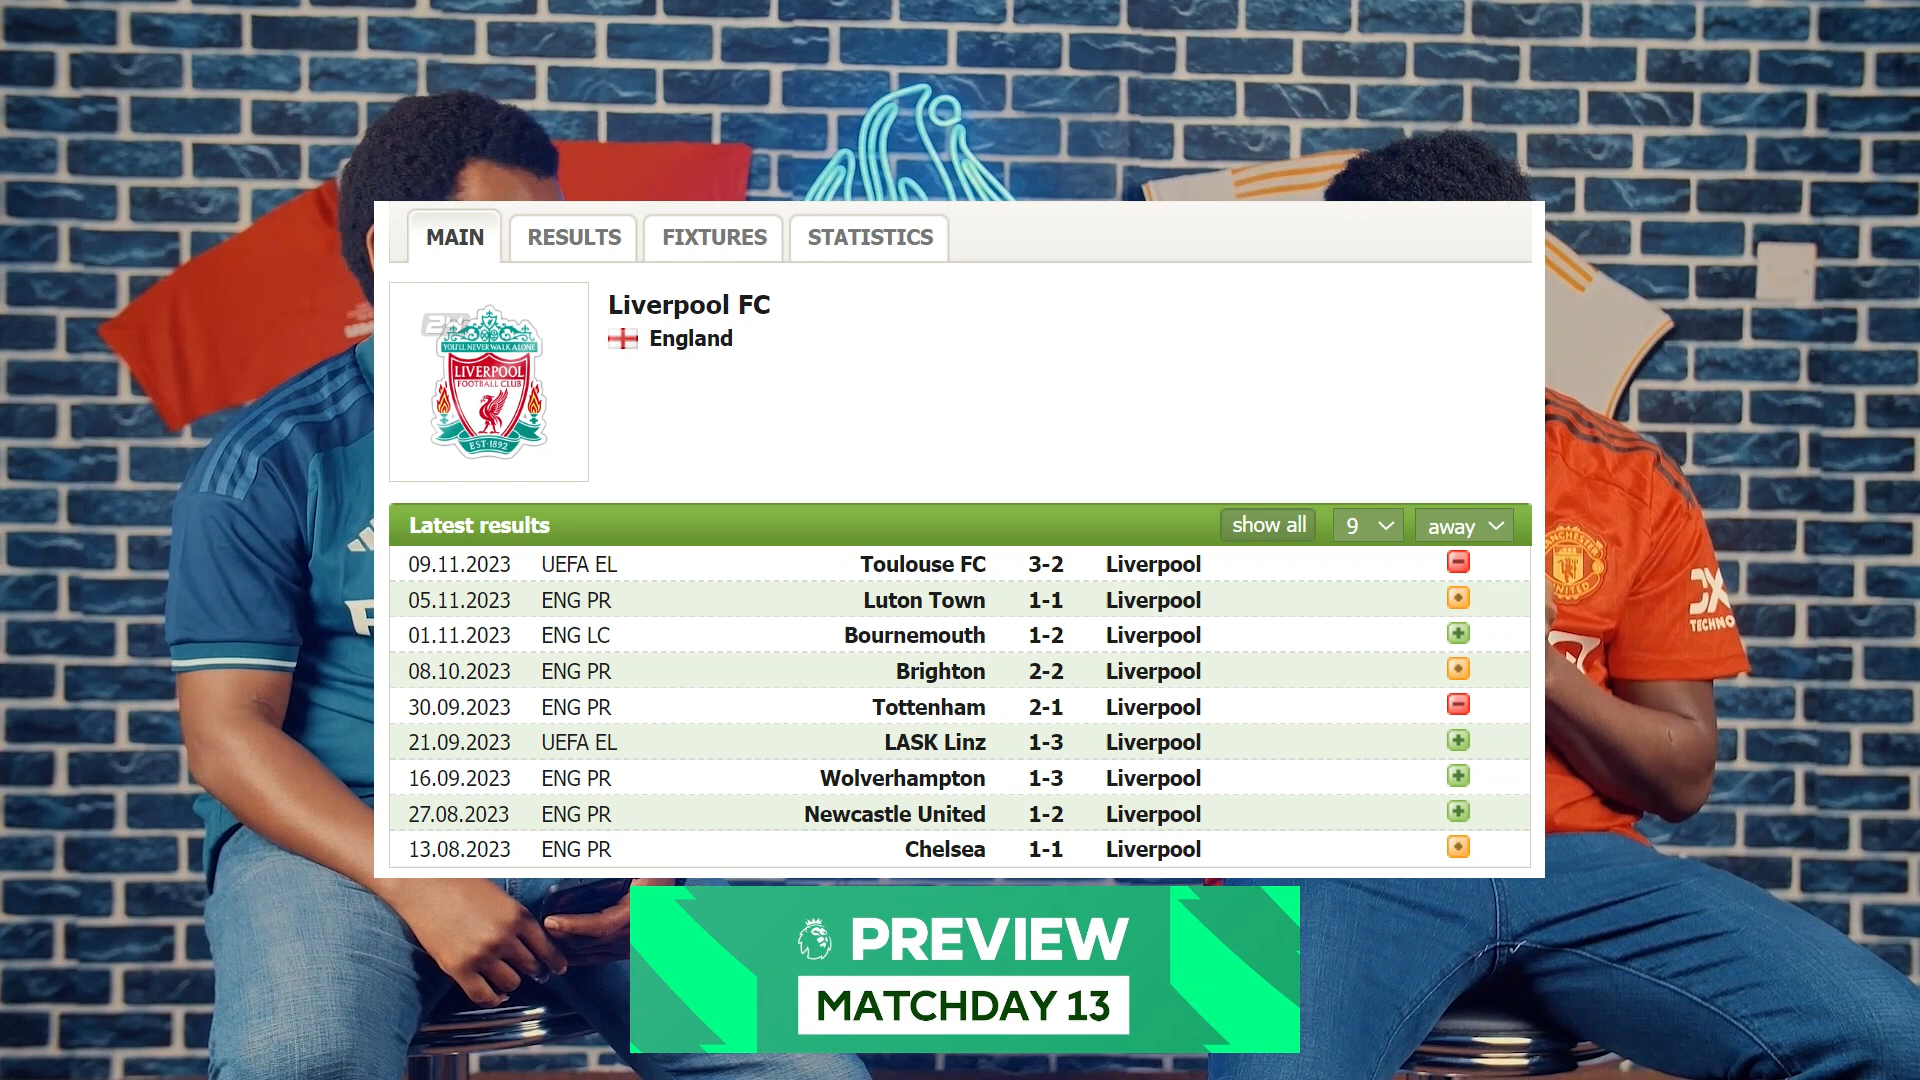 MAIN RESULTS FIXTURES STATISTICS
Liverpool FC
England
YOU'LL NEVER WALK ALONE
LIVERPOOL
FOOTBALL CLUB
EST·1892
Latest results show all 9 away
09.11.2023 UEFA EL Toulouse FC 3-2 Liverpool
05.11.2023 ENG PR Luton Town 1-1 Liverpool
01.11.2023 ENG LC Bournemouth 1-2 Liverpool
08.10.2023 ENG PR Brighton 2-2 Liverpool
30.09.2023 ENG PR Tottenham 2-1 Liverpool
21.09.2023 UEFA EL LASK Linz 1-3 Liverpool
16.09.2023 ENG PR Wolverhampton 1-3 Liverpool
27.08.2023 ENG PR Newcastle United 1-2 Liverpool
13.08.2023 ENG PR Chelsea 1-1 Liverpool
MANCHESTER
UNITED
DX
TECHNO
PREVIEW
MATCHDAY 13